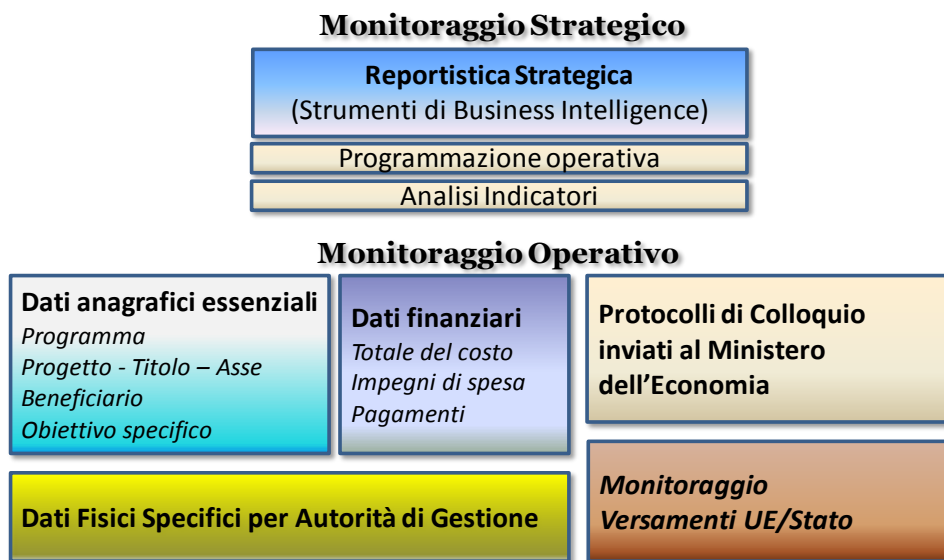 Monitoraggio Strategico
Reportistica Strategica
(Strumenti di Business Intelligence)
Programmazione operativa
Analisi Indicatori
Monitoraggio Operativo
Dati anagrafici essenziali
Programma
Progetto - Titolo – Asse
Beneficiario
Obiettivo specifico
Dati finanziari
Totale del costo
Impegni di spesa
Pagamenti
Protocolli di Colloquio
inviati al Ministero
dell'Economia
Dati Fisici Specifici per Autorità di Gestione
Monitoraggio
Versamenti UE/Stato